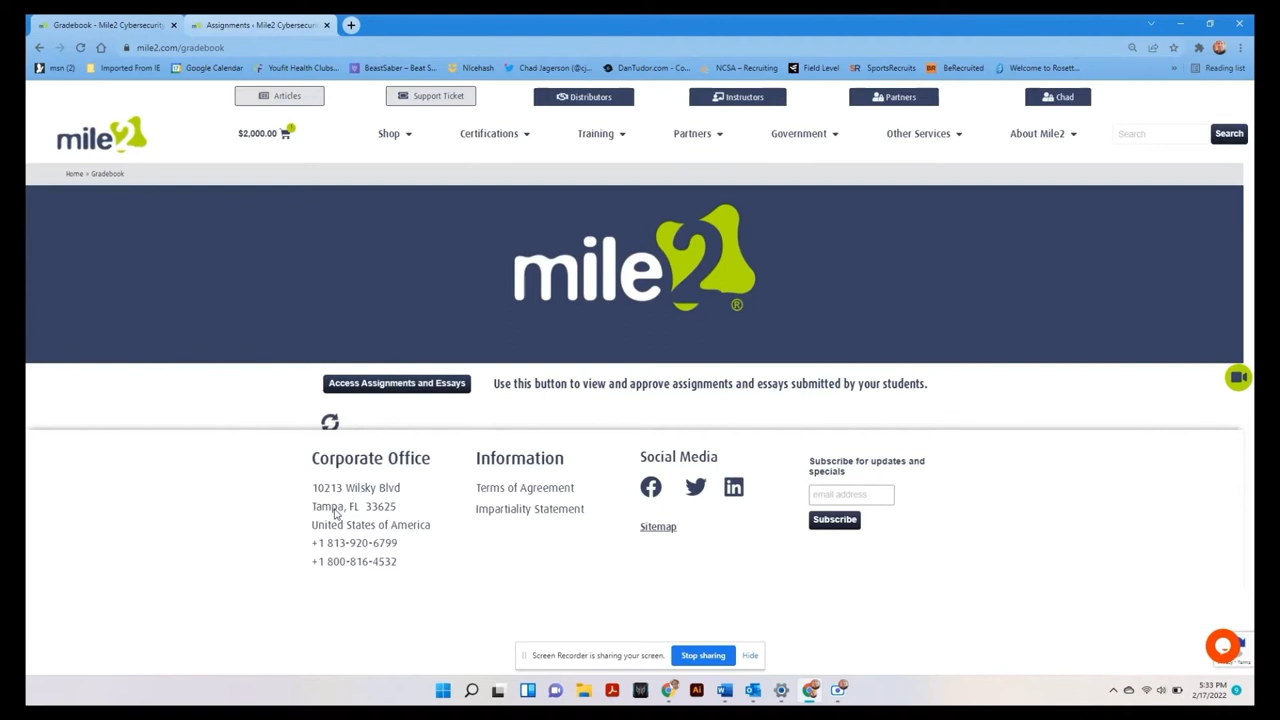 Gradebook - Mile2 Cybersecurity
Assignments ‹ Mile2 Cybersecuri
mile2.com/gradebook
msn (2)
Imported From IE
Google Calendar
Youfit Health Clubs...
BeastSaber – Beat S...
NIcehash
Chad Jagerson (@cj...
DanTudor.com - Co...
NCSA – Recruiting
Field Level
SportsRecruits
BeRecruited
Welcome to Rosett...
»
Reading list
Articles
Support Ticket
Distributors
Instructors
Partners
Chad
mile2
$2,000.00
Shop
Certifications
Training
Partners
Government
Other Services
About Mile2
Search
Search
Home > Gradebook
mile2®
Access Assignments and Essays
Use this button to view and approve assignments and essays submitted by your students.
Corporate Office
10213 Wilsky Blvd
Tampa, FL 33625
United States of America
+1 813-920-6799
+1 800-816-4532
Information
Terms of Agreement
Impartiality Statement
Social Media
Sitemap
Subscribe for updates and
specials
email address
Subscribe
Screen Recorder is sharing your screen.
Stop sharing
Hide
5:33 PM
2/17/2022